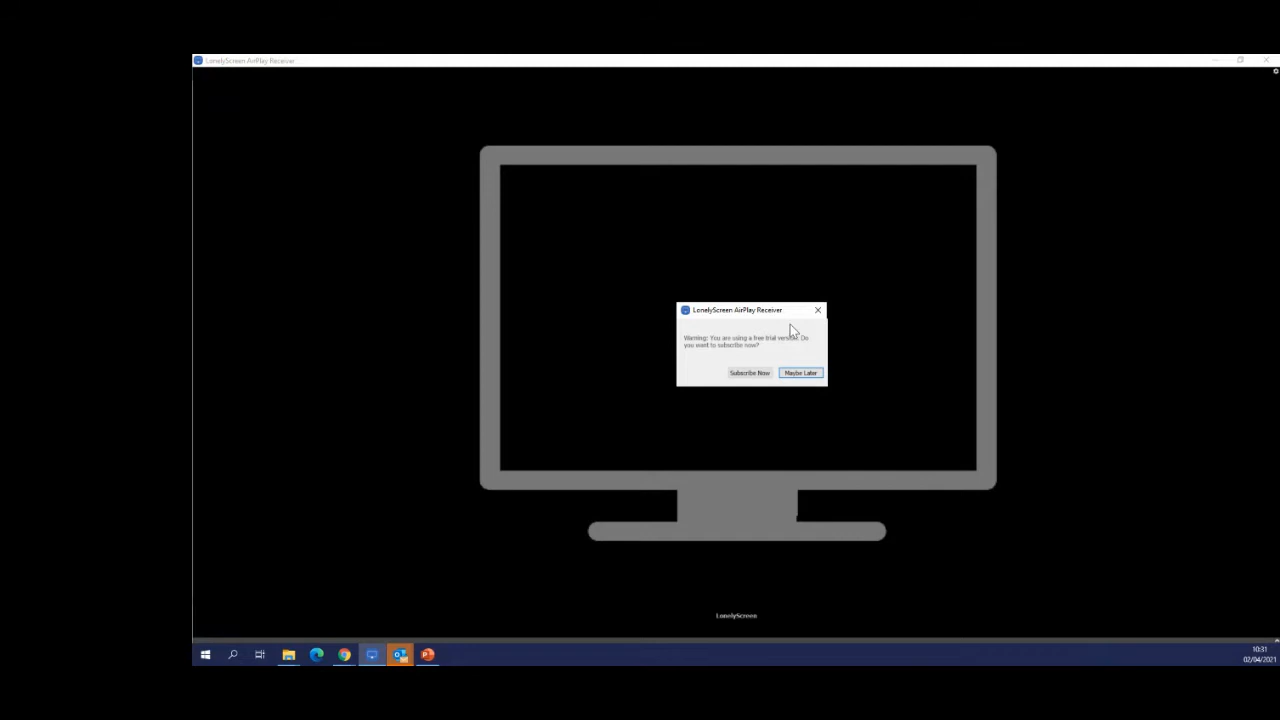 LonelyScreen AirPlay Receiver
LonelyScreen AirPlay Receiver
Warning: You are using a free trial version. Do
you want to subscribe now?
Subscribe Now Maybe Later
LonelyScreen
10:31
02/04/2021